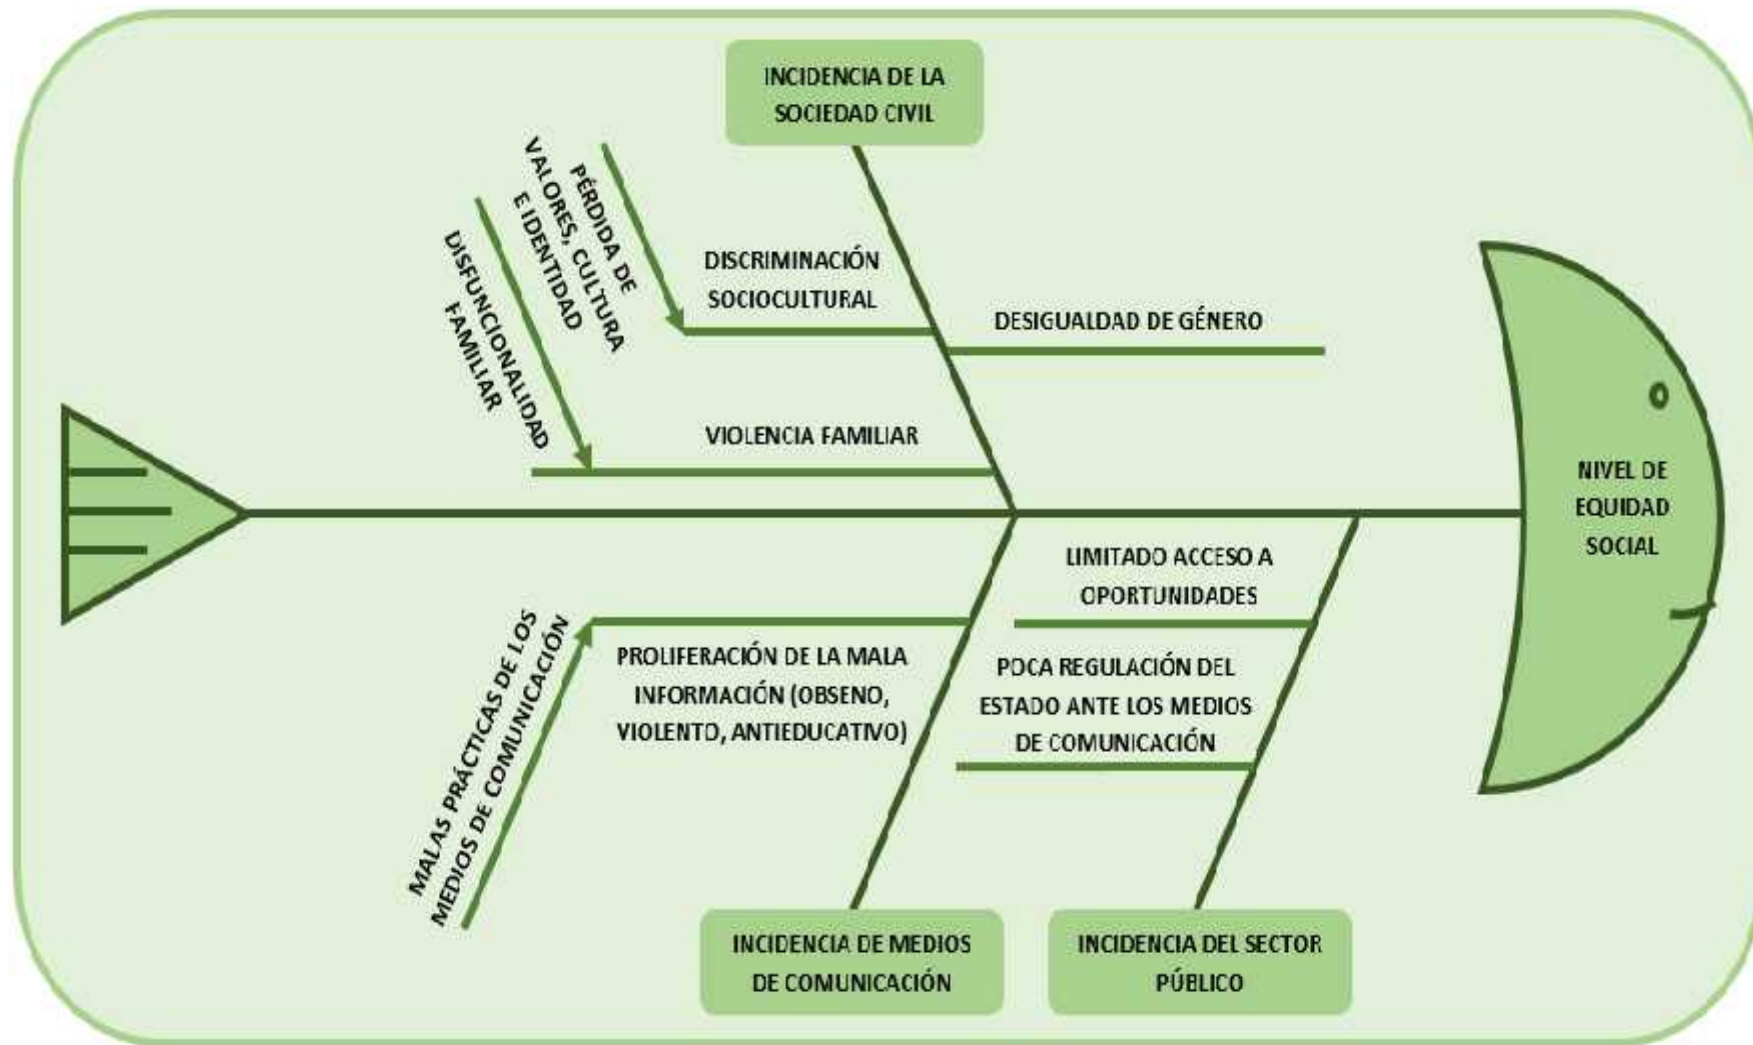 INCIDENCIA DE LA
SOCIEDAD CIVIL
PÉRDIDA DE
VALORES, CULTURA
E IDENTIDAD
DISFUNCIONALIDAD
FAMILIAR
DISCRIMINACIÓN
SOCIOCULTURAL
DESIGUALDAD DE GÉNERO
VIOLENCIA FAMILIAR
NIVEL DE
EQUIDAD
SOCIAL
LIMITADO ACCESO A
OPORTUNIDADES
MALAS PRÁCTICAS DE LOS
MEDIOS DE COMUNICACIÓN
PROLIFERACIÓN DE LA MALA
INFORMACIÓN (OBSENO,
VIOLENTO, ANTIEDUCATIVO)
POCA REGULACIÓN DEL
ESTADO ANTE LOS MEDIOS
DE COMUNICACIÓN
INCIDENCIA DE MEDIOS
DE COMUNICACIÓN
INCIDENCIA DEL SECTOR
PÚBLICO